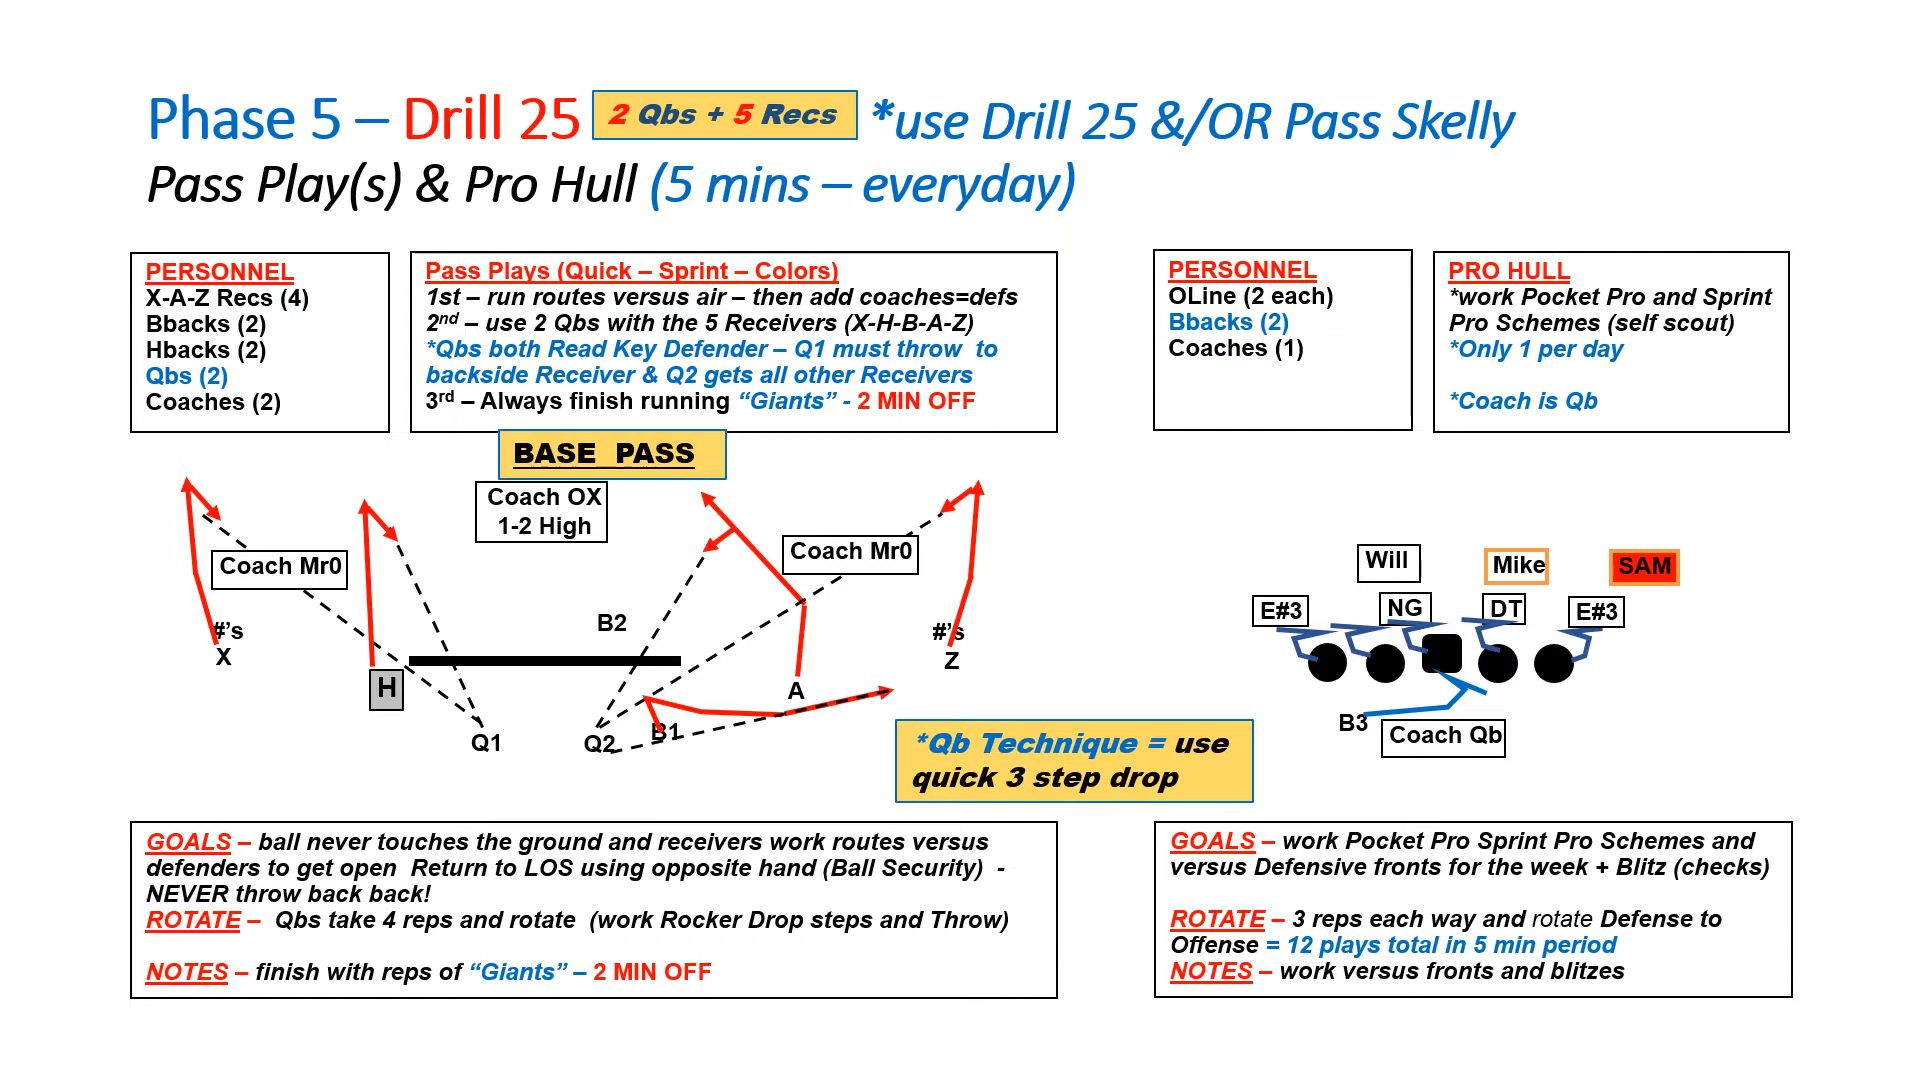 Phase 5 – Drill 25 2 Qbs + 5 Recs *use Drill 25 &/OR Pass Skelly
Pass Play(s) & Pro Hull (5 mins – everyday)
PERSONNEL
X-A-Z Recs (4)
Bbacks (2)
Hbacks (2)
Qbs (2)
Coaches (2)
Pass Plays (Quick – Sprint – Colors)
1st – run routes versus air – then add coaches=defs
2nd – use 2 Qbs with the 5 Receivers (X-H-B-A-Z)
*Qbs both Read Key Defender – Q1 must throw to
backside Receiver & Q2 gets all other Receivers
3rd – Always finish running “Giants” - 2 MIN OFF
PERSONNEL
OLine (2 each)
Bbacks (2)
Coaches (1)
PRO HULL
*work Pocket Pro and Sprint
Pro Schemes (self scout)
*Only 1 per day
*Coach is Qb
BASE PASS
Coach OX
1-2 High
Coach Mr0
Coach Mr0
B2
#’s
X
#’s
Z
H
A
Q1
Q2
B1
Will
Mike
SAM
E#3
NG
DT
E#3
B3
Coach Qb
*Qb Technique = use
quick 3 step drop
GOALS – ball never touches the ground and receivers work routes versus
defenders to get open Return to LOS using opposite hand (Ball Security) -
NEVER throw back back!
ROTATE – Qbs take 4 reps and rotate (work Rocker Drop steps and Throw)
NOTES – finish with reps of “Giants” – 2 MIN OFF
GOALS – work Pocket Pro Sprint Pro Schemes and
versus Defensive fronts for the week + Blitz (checks)
ROTATE – 3 reps each way and rotate Defense to
Offense = 12 plays total in 5 min period
NOTES – work versus fronts and blitzes